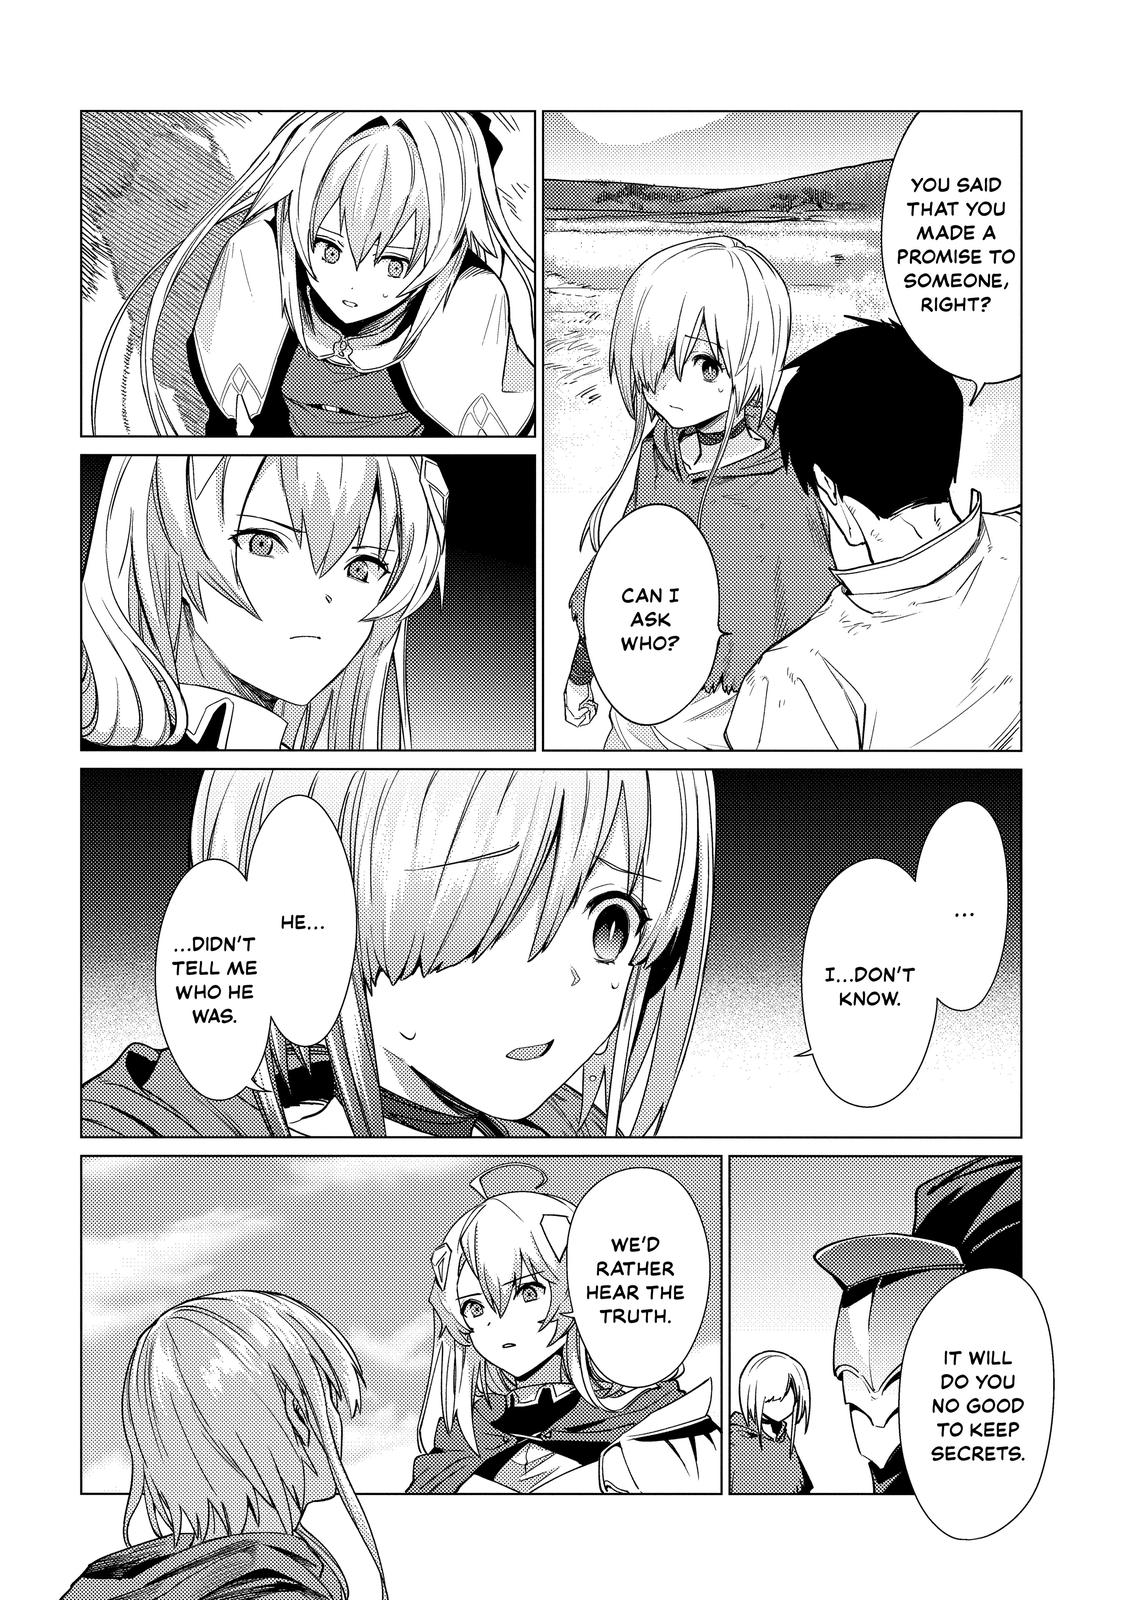 YOU SAID
THAT YOU
MADE A
PROMISE TO
SOMEONE,
RIGHT?
CAN I
ASK
WHO?
...
I...DON'T
KNOW.
HE...
...DIDN'T
TELL ME
WHO HE
WAS.
IT WILL
DO YOU
NO GOOD
TO KEEP
SECRETS.
WE'D
RATHER
HEAR THE
TRUTH.